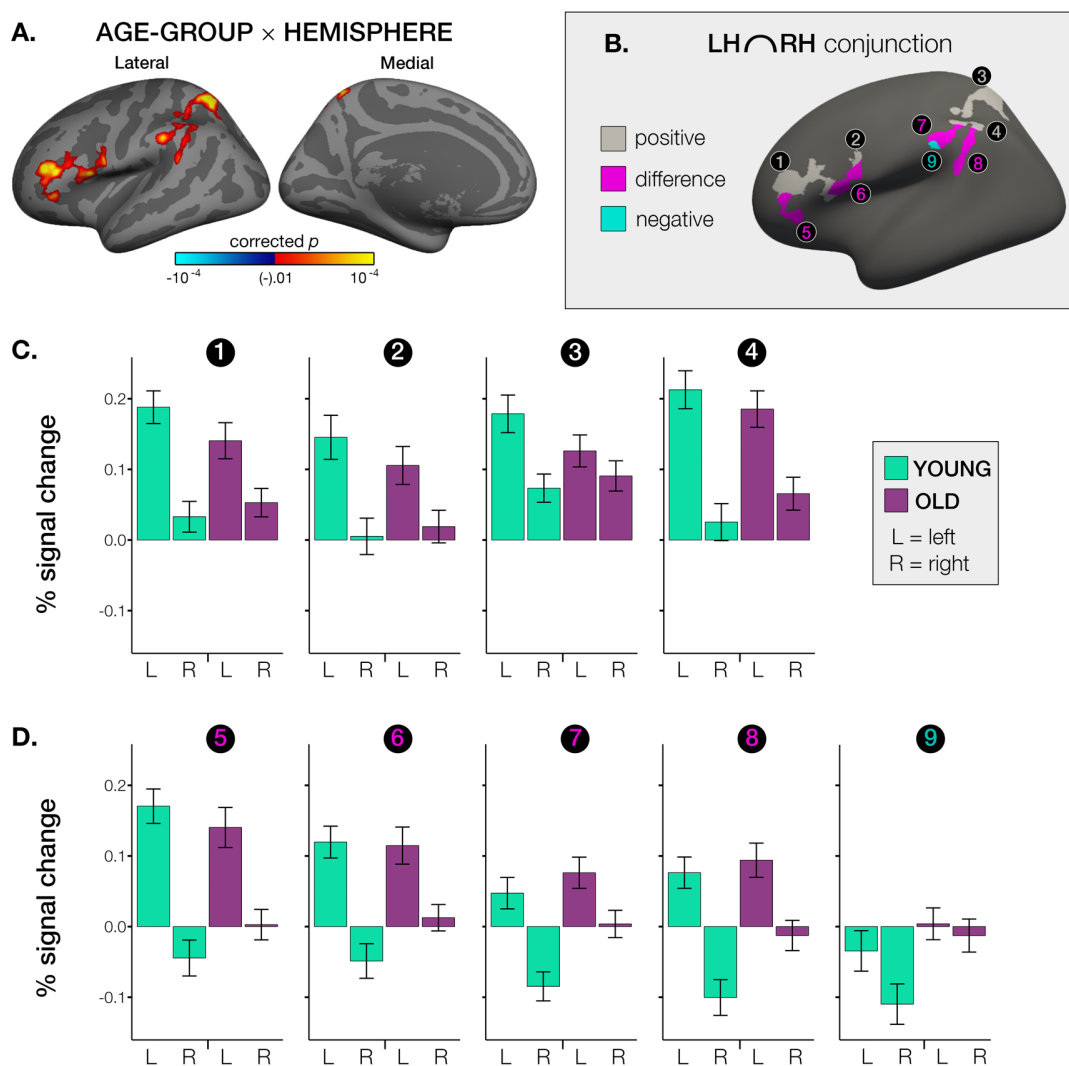 A. AGE-GROUP × HEMISPHERE
Lateral Medial
corrected p
-10⁻⁴ (-).01 10⁻⁴
B. LH∩RH conjunction
positive
difference
negative
1 2 3 4 5 6 7 8 9
C.
1 2 3 4
% signal change
0.2
0.1
0.0
-0.1
L R L R L R L R L R L R L R L R
YOUNG
OLD
L = left
R = right
D.
5 6 7 8 9
% signal change
0.2
0.1
0.0
-0.1
L R L R L R L R L R L R L R L R L R L R